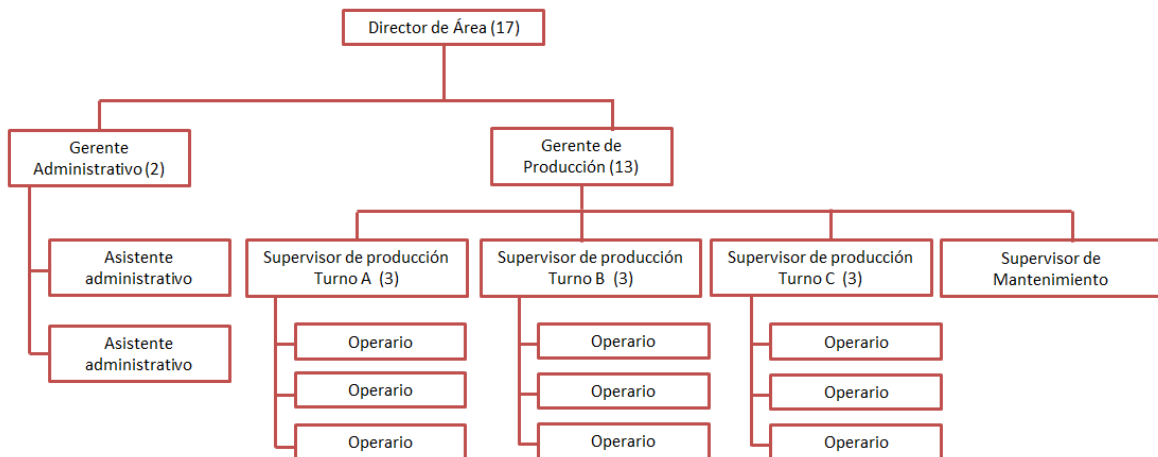 Director de Área (17)
Gerente
Administrativo (2)
Gerente de
Producción (13)
Asistente
administrativo
Asistente
administrativo
Supervisor de producción
Turno A (3)
Operario
Operario
Operario
Supervisor de producción
Turno B (3)
Operario
Operario
Operario
Supervisor de producción
Turno C (3)
Operario
Operario
Operario
Supervisor de
Mantenimiento